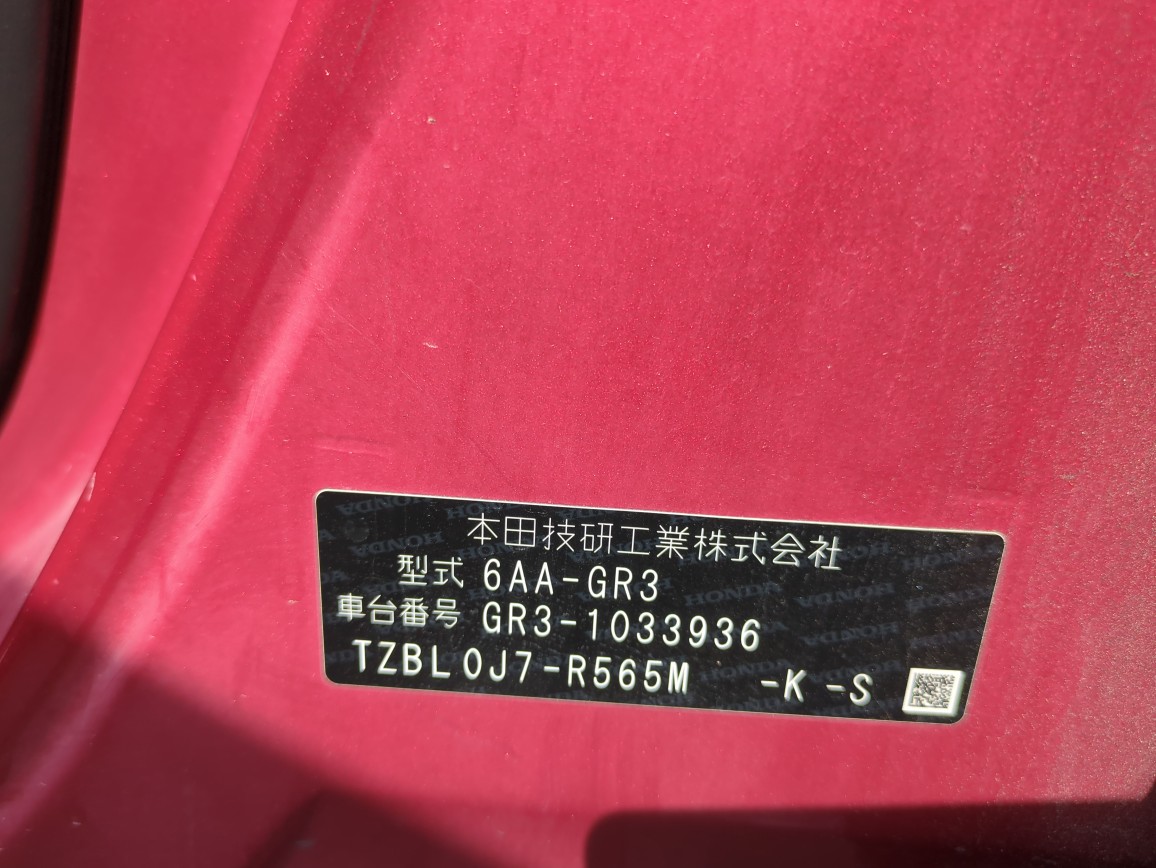 本田技研工業株式会社
型式 6AA-GR3
車台番号 GR3-1033936
TZBL0J7-R565M -K -S